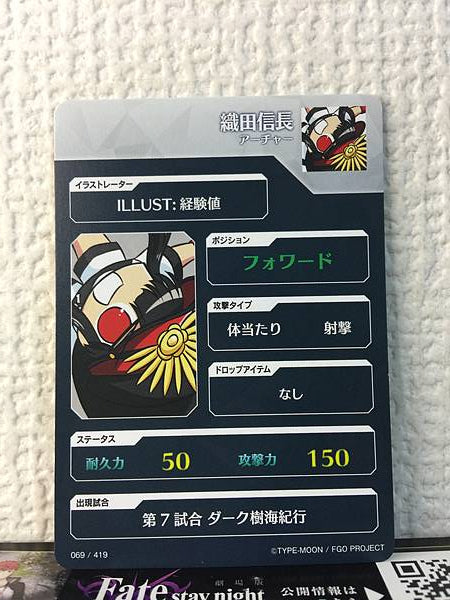 織田信長
アーチャー
イラストレーター
ILLUST: 経験値
ポジション
フォワード
攻撃タイプ
体当たり 射撃
ドロップアイテム
なし
ステータス
耐久力 50 攻撃力 150
出現試合
第7試合 ダーク樹海紀行
069 / 419
©TYPE-MOON / FGO PROJECT
劇場版
Fate stay night
公開情報は